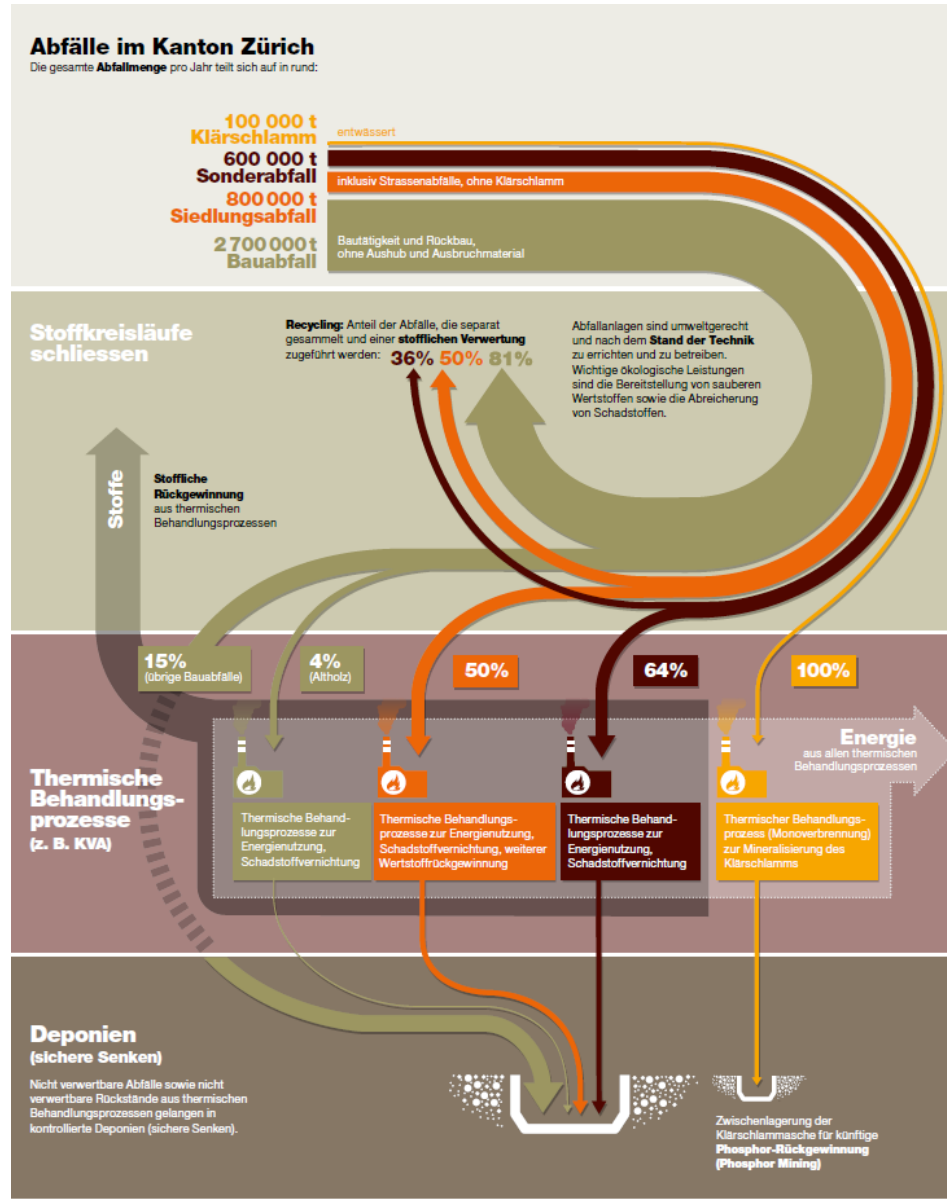 Abfälle im Kanton Zürich
Die gesamte Abfallmenge pro Jahr teilt sich auf in rund:
100 000 t
Klärschlamm
entwässert
600 000 t
Sonderabfall
inklusiv Strassenabfälle, ohne Klärschlamm
800 000 t
Siedlungsabfall
2 700 000 t
Bauabfall
Bautätigkeit und Rückbau,
ohne Aushub und Ausbruchmaterial
Stoffkreisläufe
schliessen
Recycling: Anteil der Abfälle, die separat
gesammelt und einer stofflichen Verwertung
zugeführt werden: 36% 50% 81%
Abfallanlagen sind umweltgerecht
und nach dem Stand der Technik
zu errichten und zu betreiben.
Wichtige ökologische Leistungen
sind die Bereitstellung von sauberen
Wertstoffen sowie die Abreicherung
von Schadstoffen.
Stoffe
Stoffliche
Rückgewinnung
aus thermischen
Behandlungsprozessen
15%
(übrige Bauabfälle)
4%
(Altholz)
50%
64%
100%
Energie
aus allen thermischen
Behandlungsprozessen
Thermische
Behandlungs-
prozesse
(z. B. KVA)
Thermische Behand-
lungsprozesse zur
Energienutzung,
Schadstoffvernichtung
Thermische Behandlungs-
prozesse zur Energienutzung,
Schadstoffvernichtung, weiterer
Wertstoffrückgewinnung
Thermische Behand-
lungsprozesse zur
Energienutzung,
Schadstoffvernichtung
Thermischer Behandlungs-
prozess (Monoverbrennung)
zur Mineralisierung des
Klärschlamms
Deponien
(sichere Senken)
Nicht verwertbare Abfälle sowie nicht
verwertbare Rückstände aus thermischen
Behandlungsprozessen gelangen in
kontrollierte Deponien (sichere Senken).
Zwischenlagerung der
Klärschlammasche für künftige
Phosphor-Rückgewinnung
(Phosphor Mining)